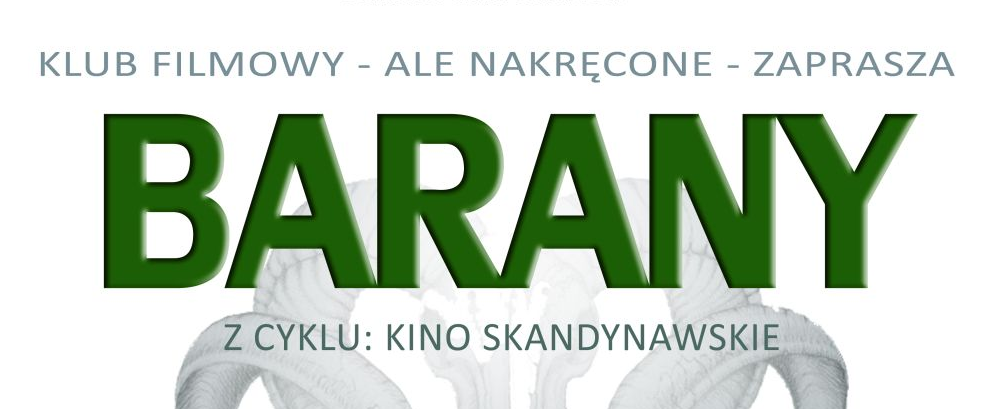 KLUB FILMOWY - ALE NAKRĘCONE - ZAPRASZA
BARANY
Z CYKLU: KINO SKANDYNAWSKIE